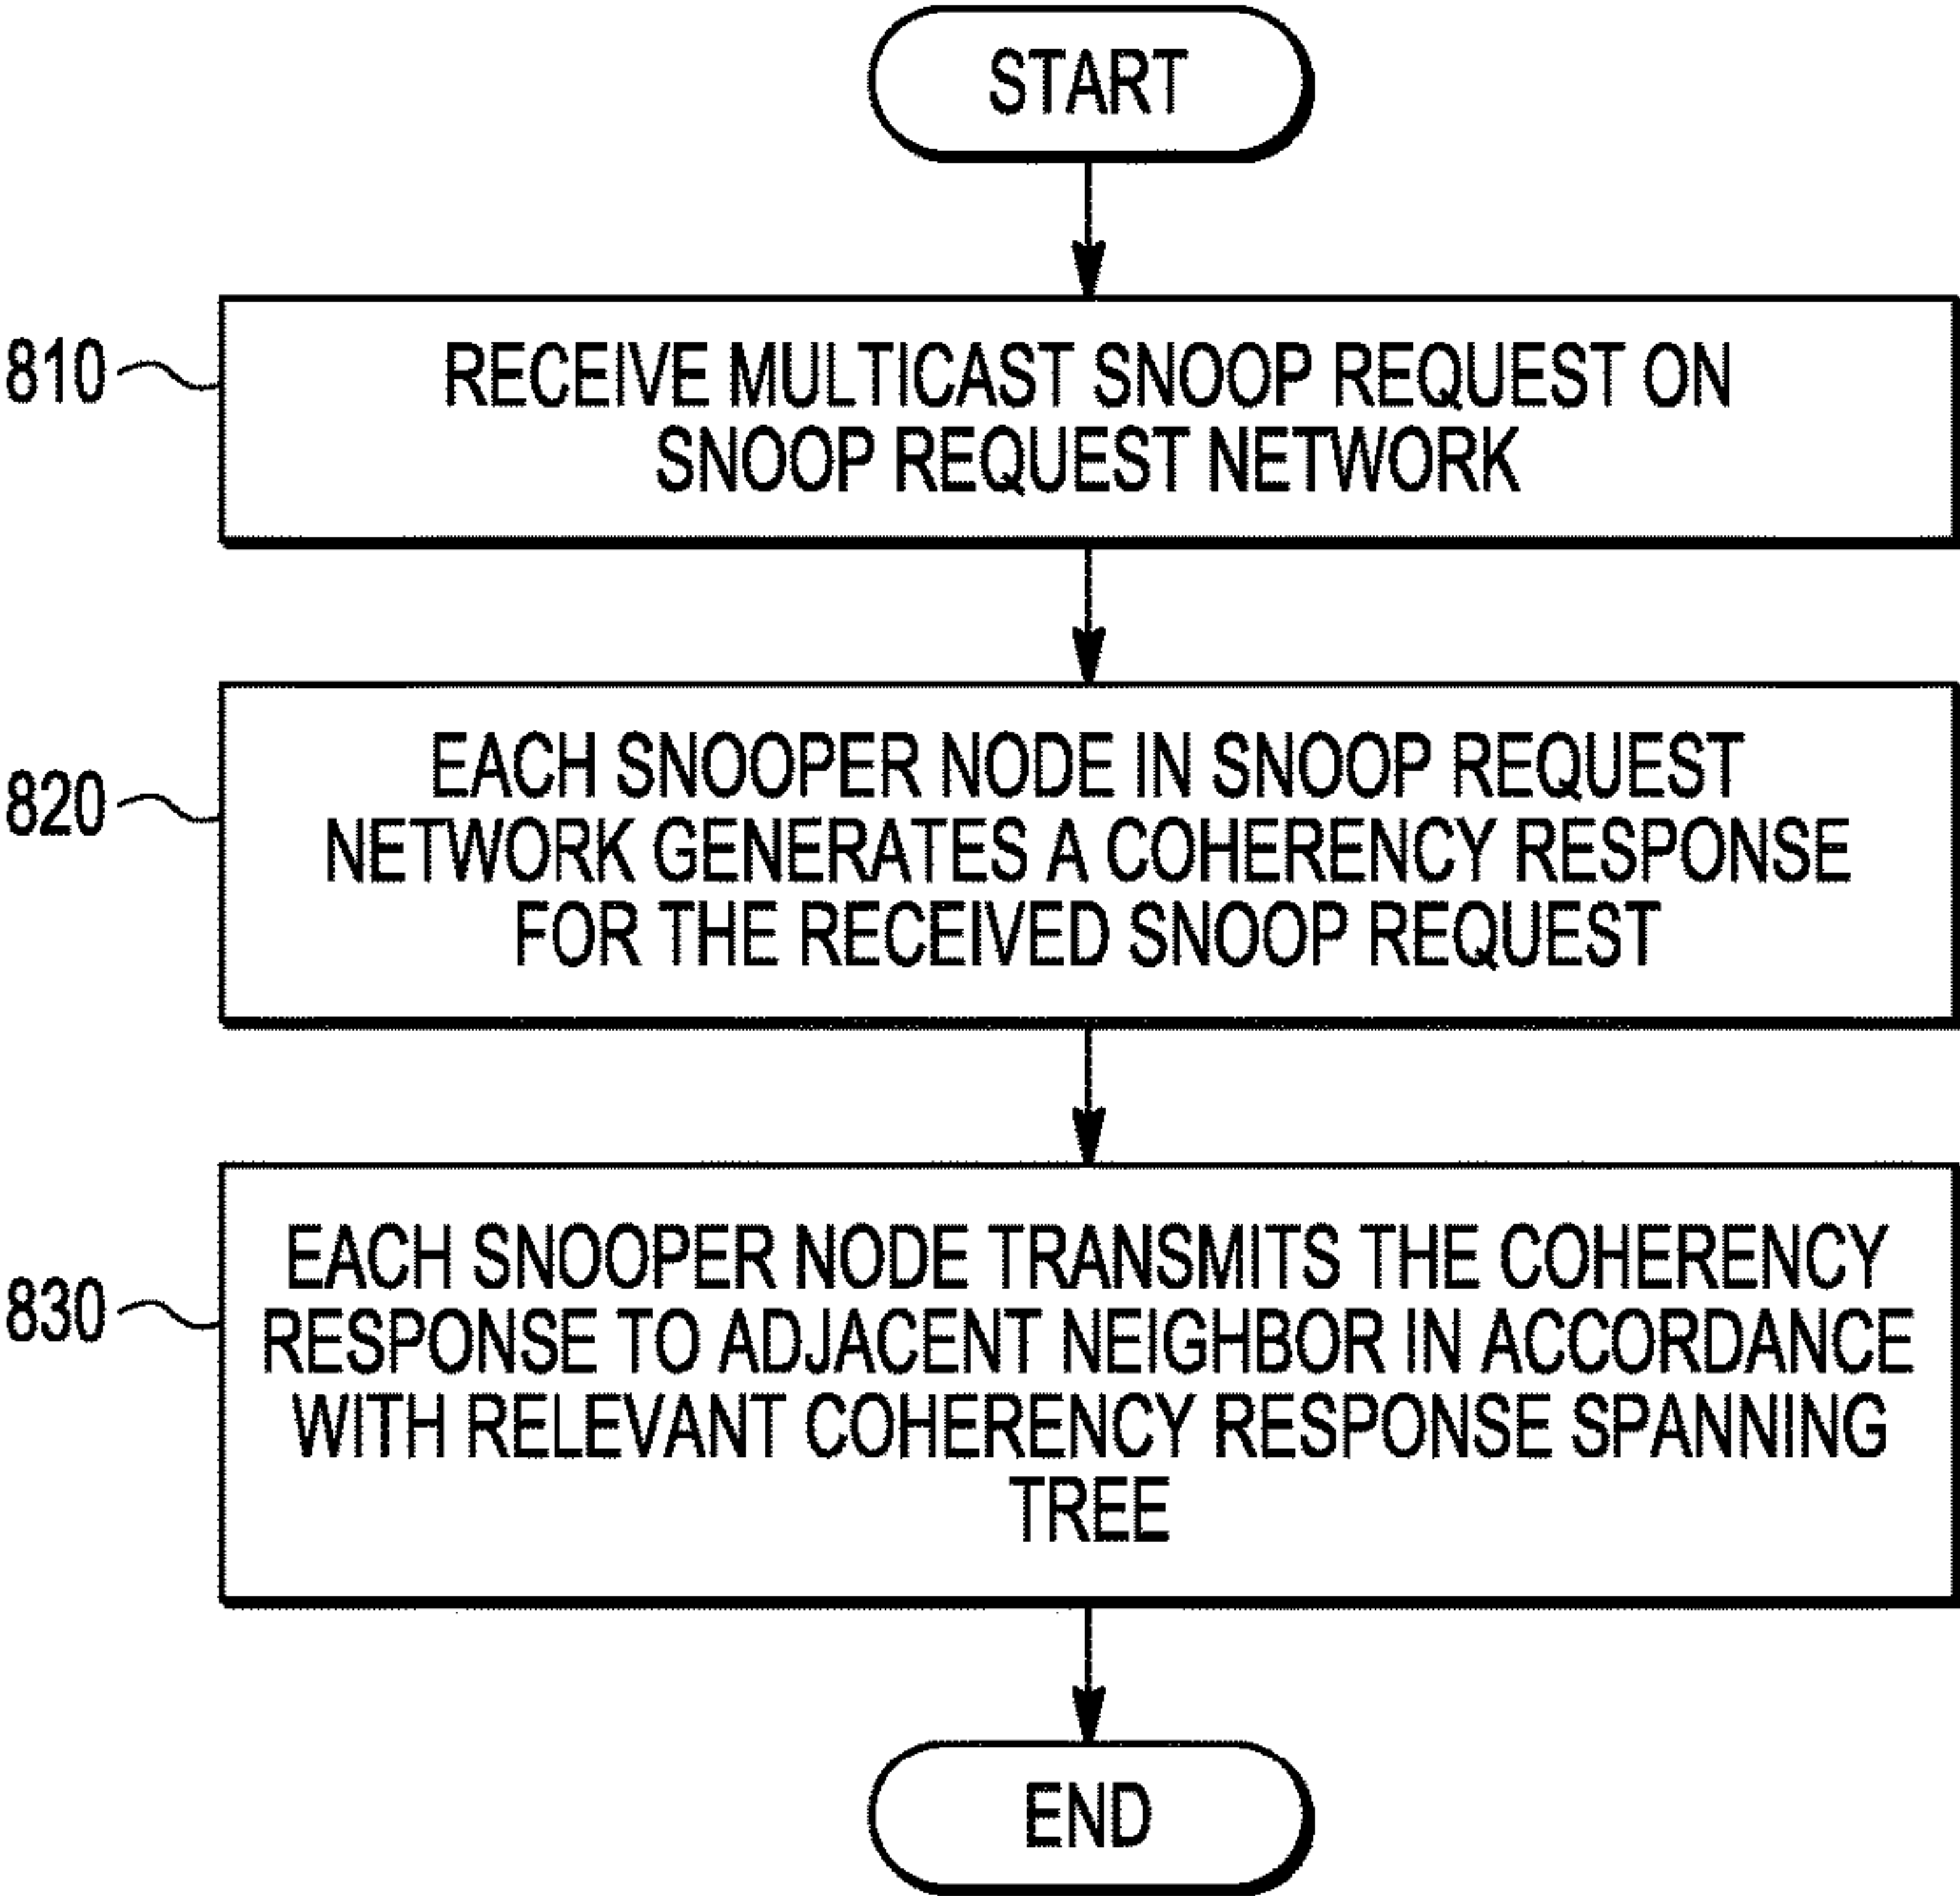 START
810
RECEIVE MULTICAST SNOOP REQUEST ON
SNOOP REQUEST NETWORK
820
EACH SNOOPER NODE IN SNOOP REQUEST
NETWORK GENERATES A COHERENCY RESPONSE
FOR THE RECEIVED SNOOP REQUEST
830
EACH SNOOPER NODE TRANSMITS THE COHERENCY
RESPONSE TO ADJACENT NEIGHBOR IN ACCORDANCE
WITH RELEVANT COHERENCY RESPONSE SPANNING
TREE
END